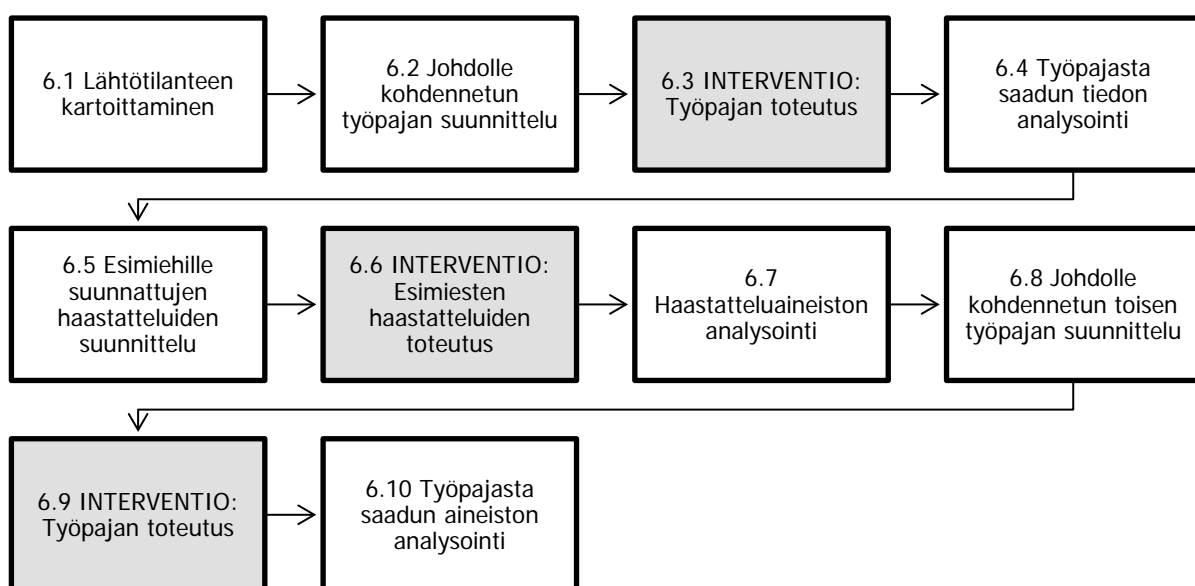 6.1 Lähtötilanteen
kartoittaminen
6.2 Johdolle
kohdennetun
työpajan suunnittelu
6.3 INTERVENTIO:
Työpajan toteutus
6.4 Työpajasta
saadun tiedon
analysointi
6.5 Esimiehille
suunnattujen
haastatteluiden
suunnittelu
6.6 INTERVENTIO:
Esimiesten
haastatteluiden
toteutus
6.7
Haastatteluaineiston
analysointi
6.8 Johdolle
kohdennetun toisen
työpajan suunnittelu
6.9 INTERVENTIO:
Työpajan toteutus
6.10 Työpajasta
saadun aineiston
analysointi